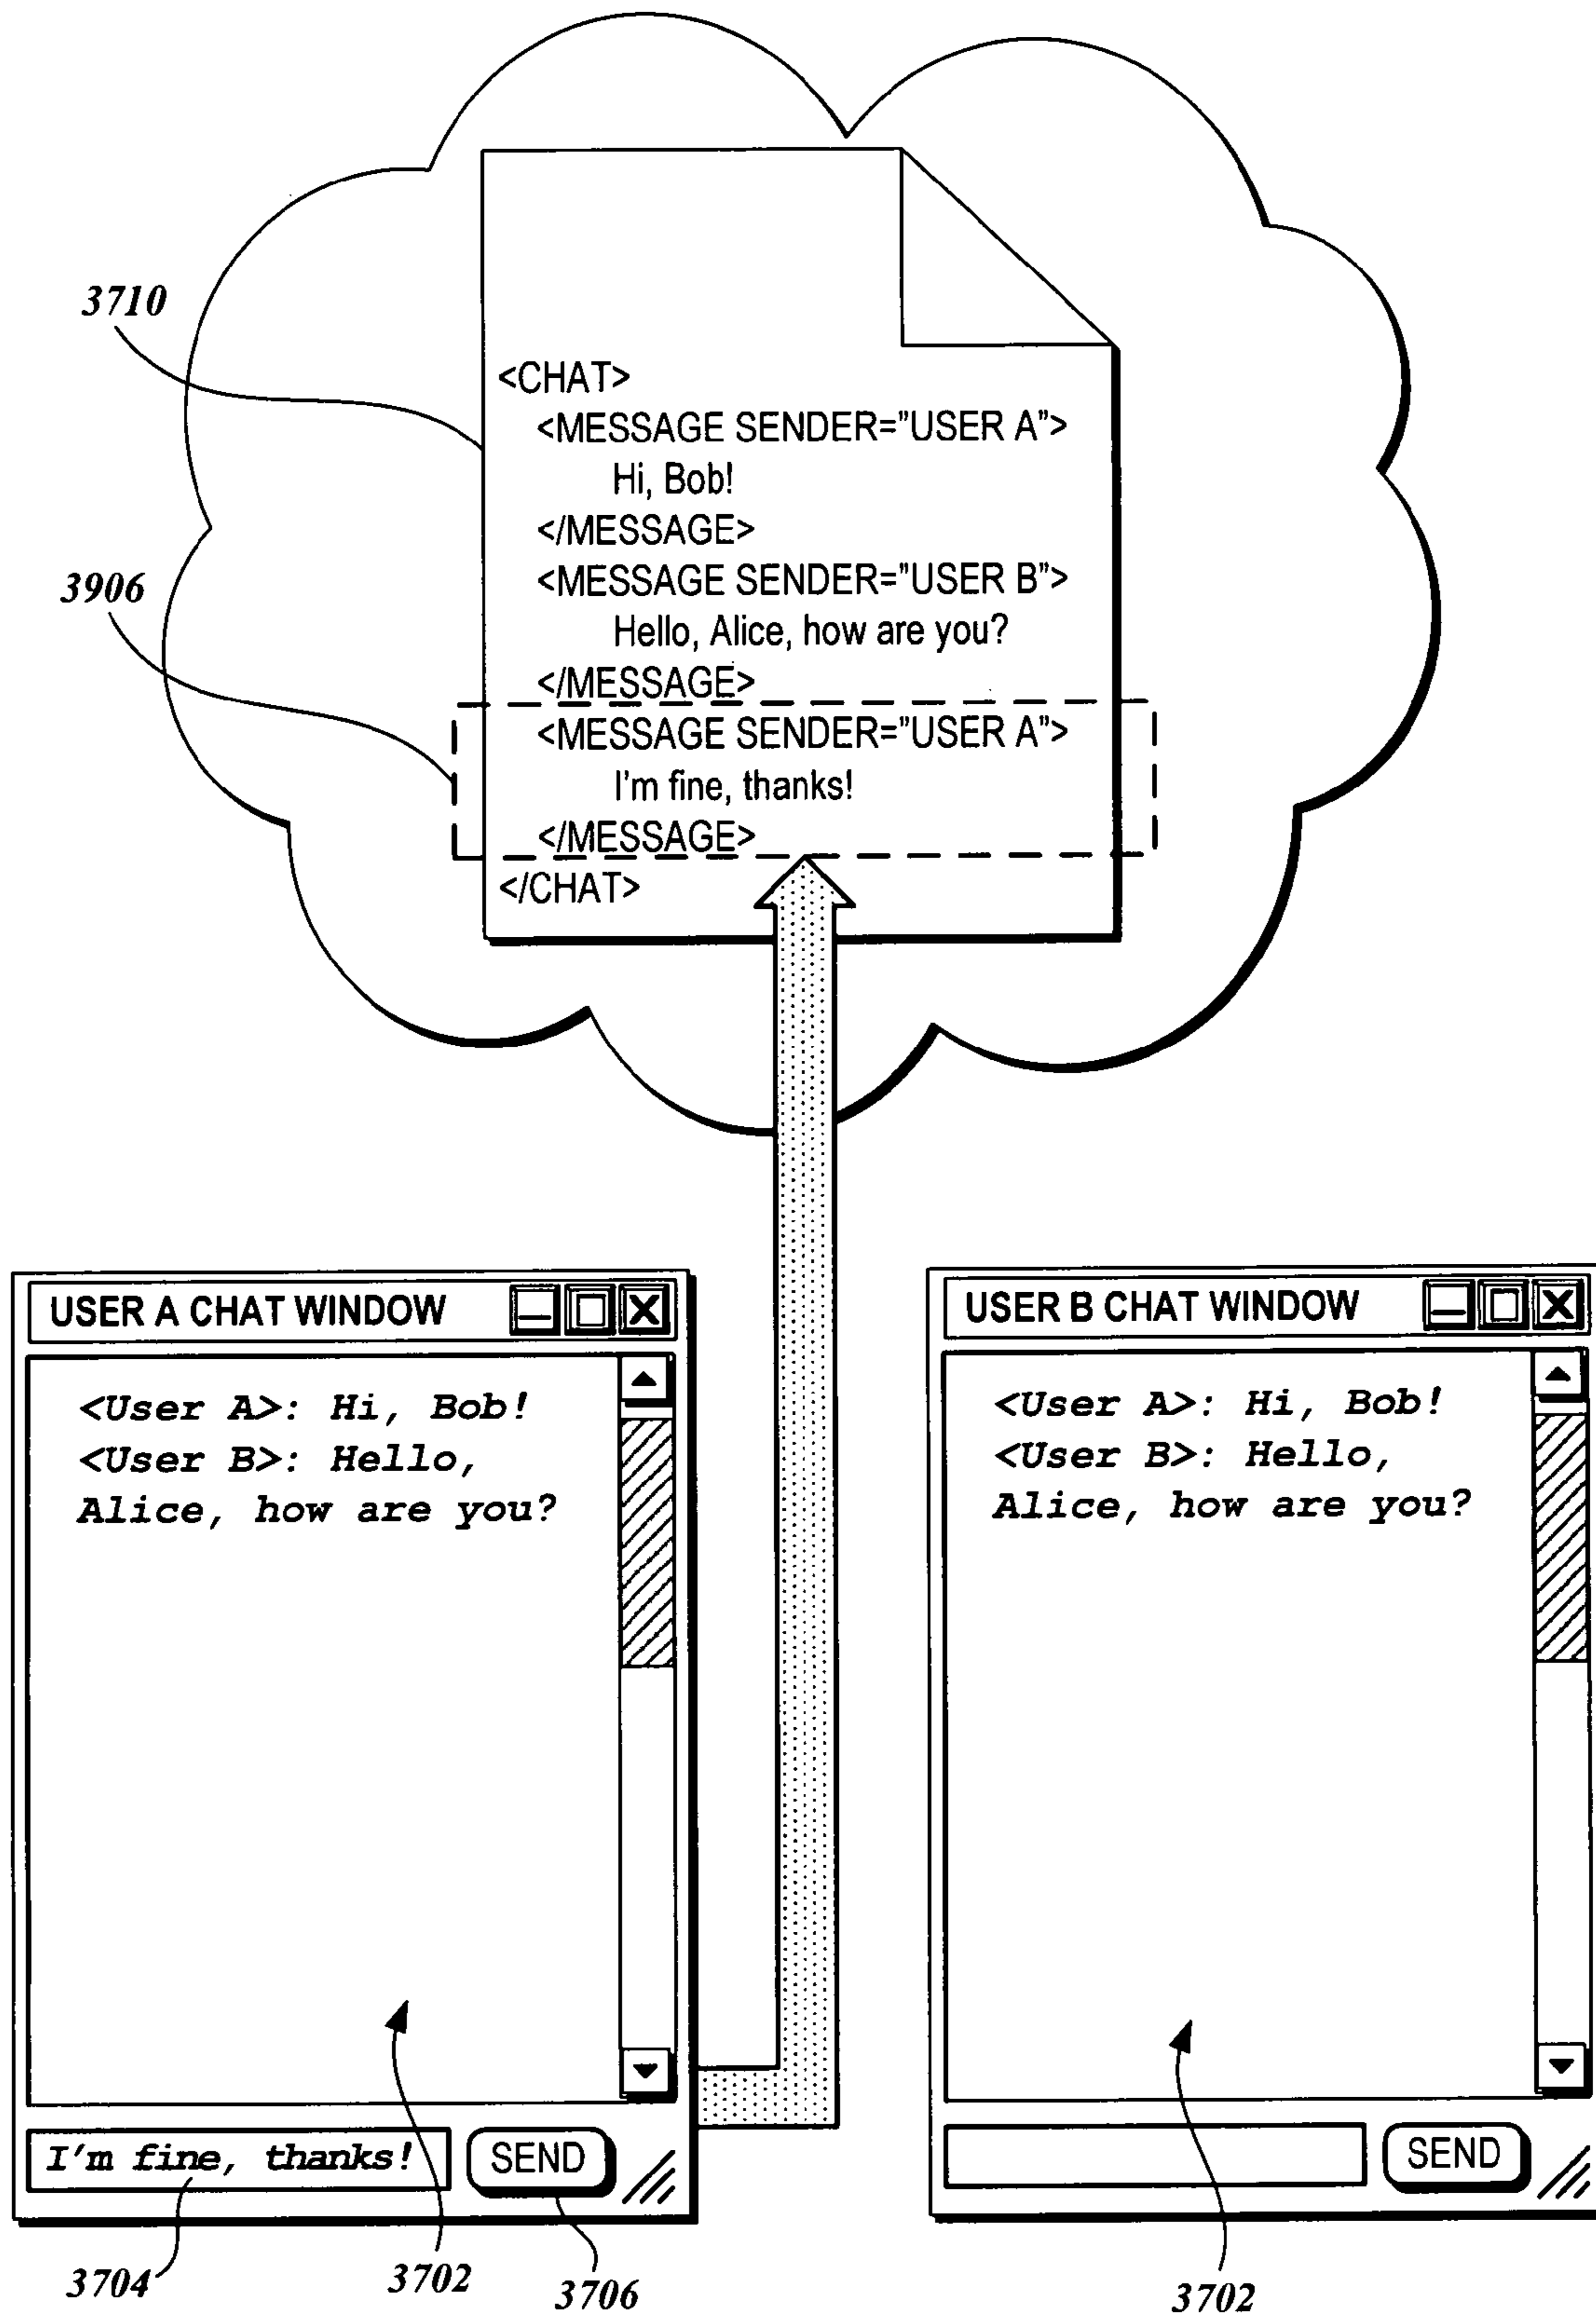 3710
<CHAT>
<MESSAGE SENDER="USER A">
Hi, Bob!
</MESSAGE>
3906
<MESSAGE SENDER="USER B">
Hello, Alice, how are you?
</MESSAGE>
<MESSAGE SENDER="USER A">
I'm fine, thanks!
</MESSAGE>
</CHAT>
USER A CHAT WINDOW
<User A>: Hi, Bob!
<User B>: Hello,
Alice, how are you?
I'm fine, thanks!
SEND
3704
3702
3706
USER B CHAT WINDOW
<User A>: Hi, Bob!
<User B>: Hello,
Alice, how are you?
SEND
3702